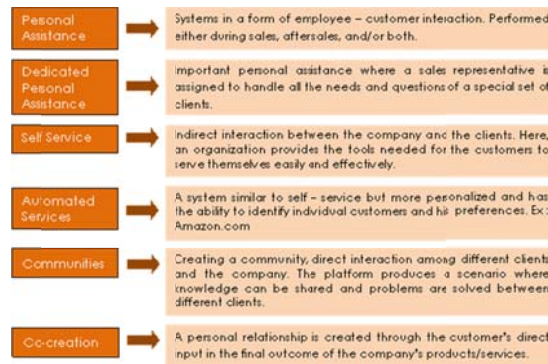 Personal
Assistance
Systems in a form of employee – customer interaction. Performed
either during sales, aftersales, and/or both.
Dedicated
Personal
Assistance
Important personal assistance where a sales representative is
assigned to handle all the needs and questions of a special set of
clients.
Self Service
Indirect interaction between the company and the clients. Here,
an organization provides the tools needed for the customers to
serve themselves easily and effectively.
Automated
Services
A system similar to self – service but more personalized and has
the ability to identify individual customers and his preferences. Ex:
Amazon.com
Communities
Creating a community, direct interaction among different clients
and the company. The platform produces a scenario where
knowledge can be shared and problems are solved between
different clients.
Co-creation
A personal relationship is created through the customer's direct
input in the final outcome of the company's products/services.